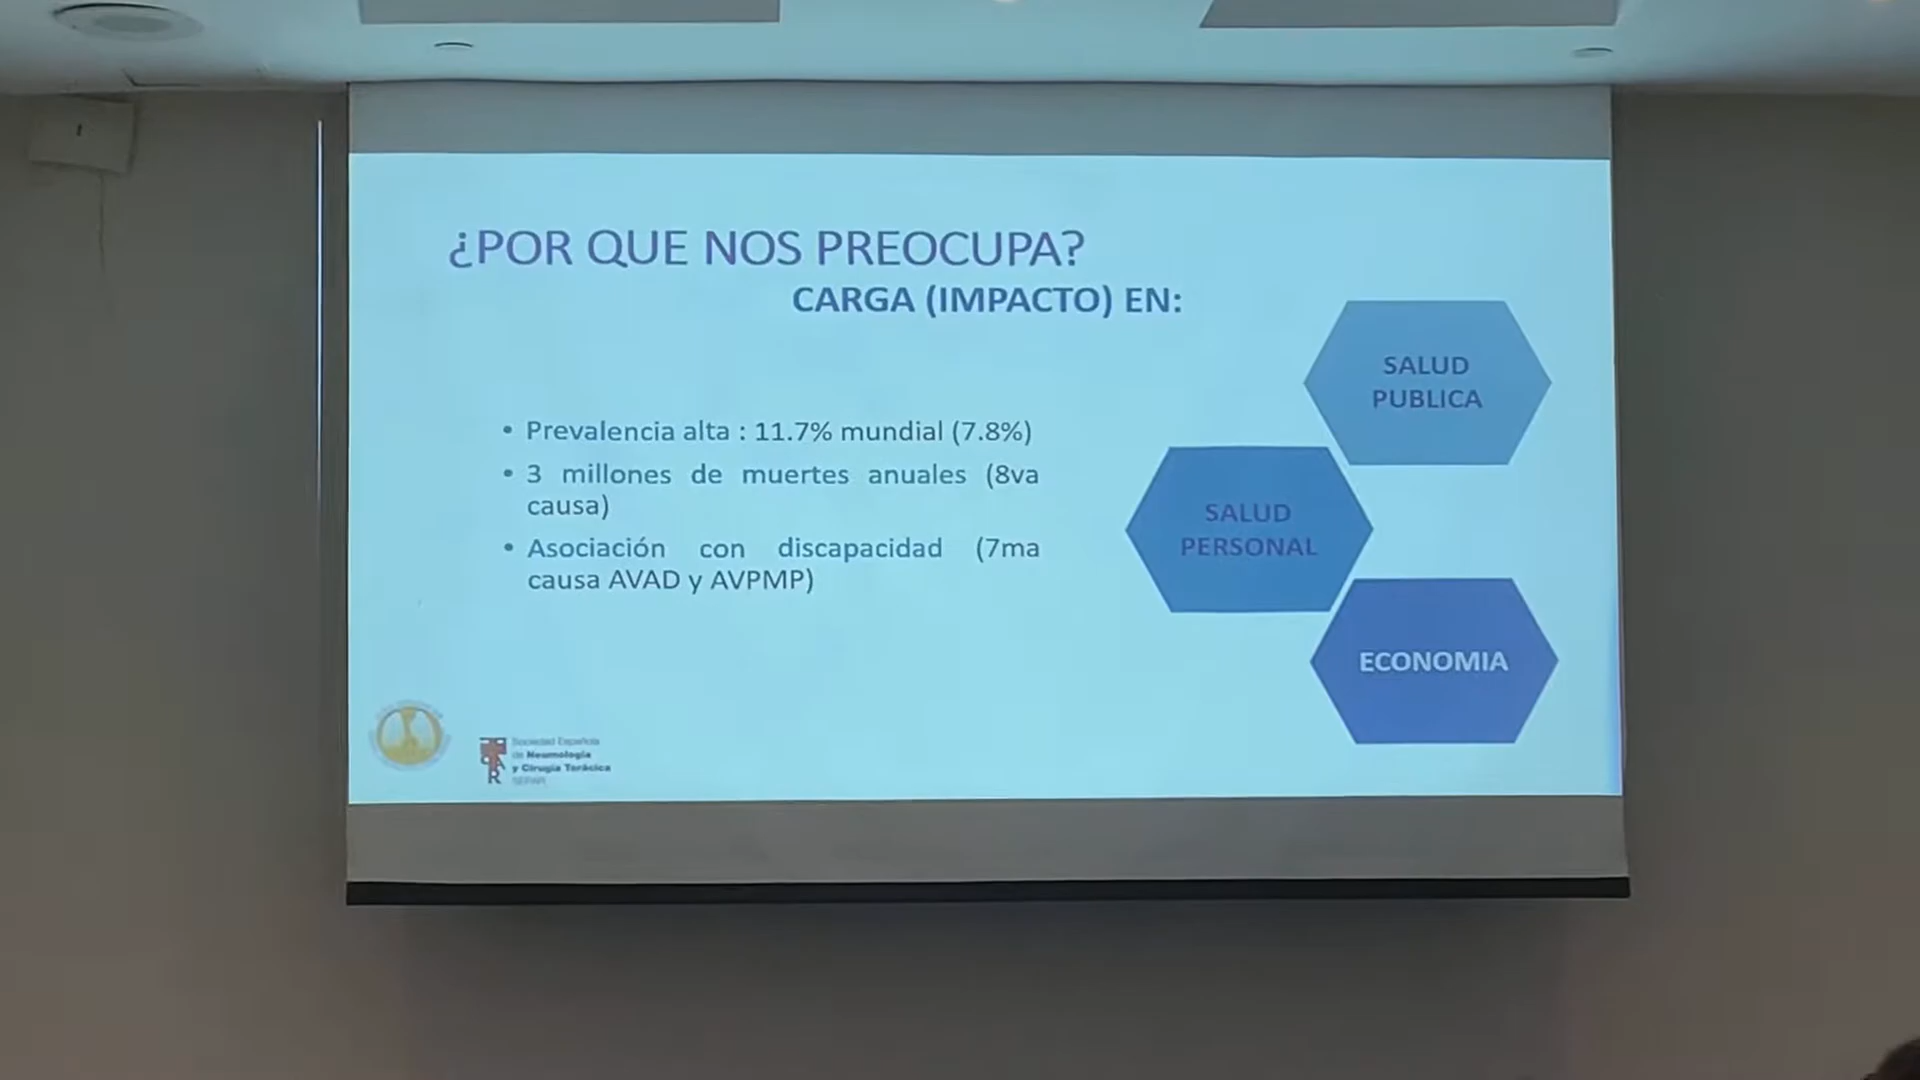 ¿POR QUE NOS PREOCUPA?
CARGA (IMPACTO) EN:
• Prevalencia alta : 11.7% mundial (7.8%)
• 3 millones de muertes anuales (8va
causa)
• Asociación con discapacidad (7ma
causa AVAD y AVPMP)
SALUD
PUBLICA
SALUD
PERSONAL
ECONOMIA
Sociedad Española
de Neumología
y Cirugía Torácica
SEPAR